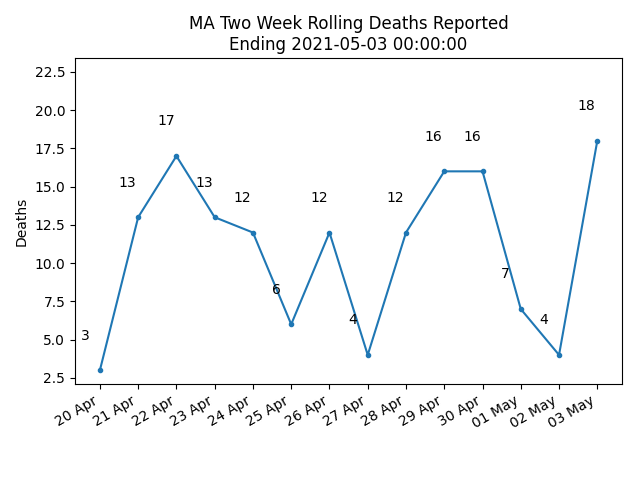 MA Two Week Rolling Deaths Reported
Ending 2021-05-03 00:00:00
22.5
20.0
17.5
15.0
12.5
10.0
7.5
5.0
2.5
Deaths
3
13
17
13
12
6
12
4
12
16
16
7
4
18
20 Apr
21 Apr
22 Apr
23 Apr
24 Apr
25 Apr
26 Apr
27 Apr
28 Apr
29 Apr
30 Apr
01 May
02 May
03 May